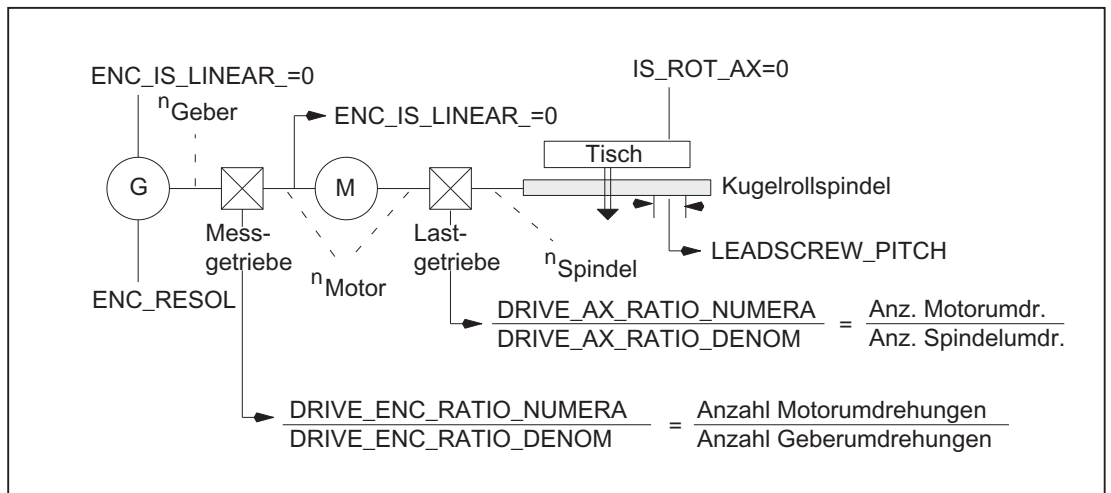 ENC_IS_LINEAR_=0
IS_ROT_AX=0
nGeber
ENC_IS_LINEAR_=0
Tisch
G
M
Kugelrollspindel
Mess-
getriebe
Last-
getriebe
nMotor
nSpindel
LEADSCREW_PITCH
ENC_RESOL
DRIVE_AX_RATIO_NUMERA
DRIVE_AX_RATIO_DENOM
=
Anz. Motorumdr.
Anz. Spindelumdr.
DRIVE_ENC_RATIO_NUMERA
DRIVE_ENC_RATIO_DENOM
=
Anzahl Motorumdrehungen
Anzahl Geberumdrehungen